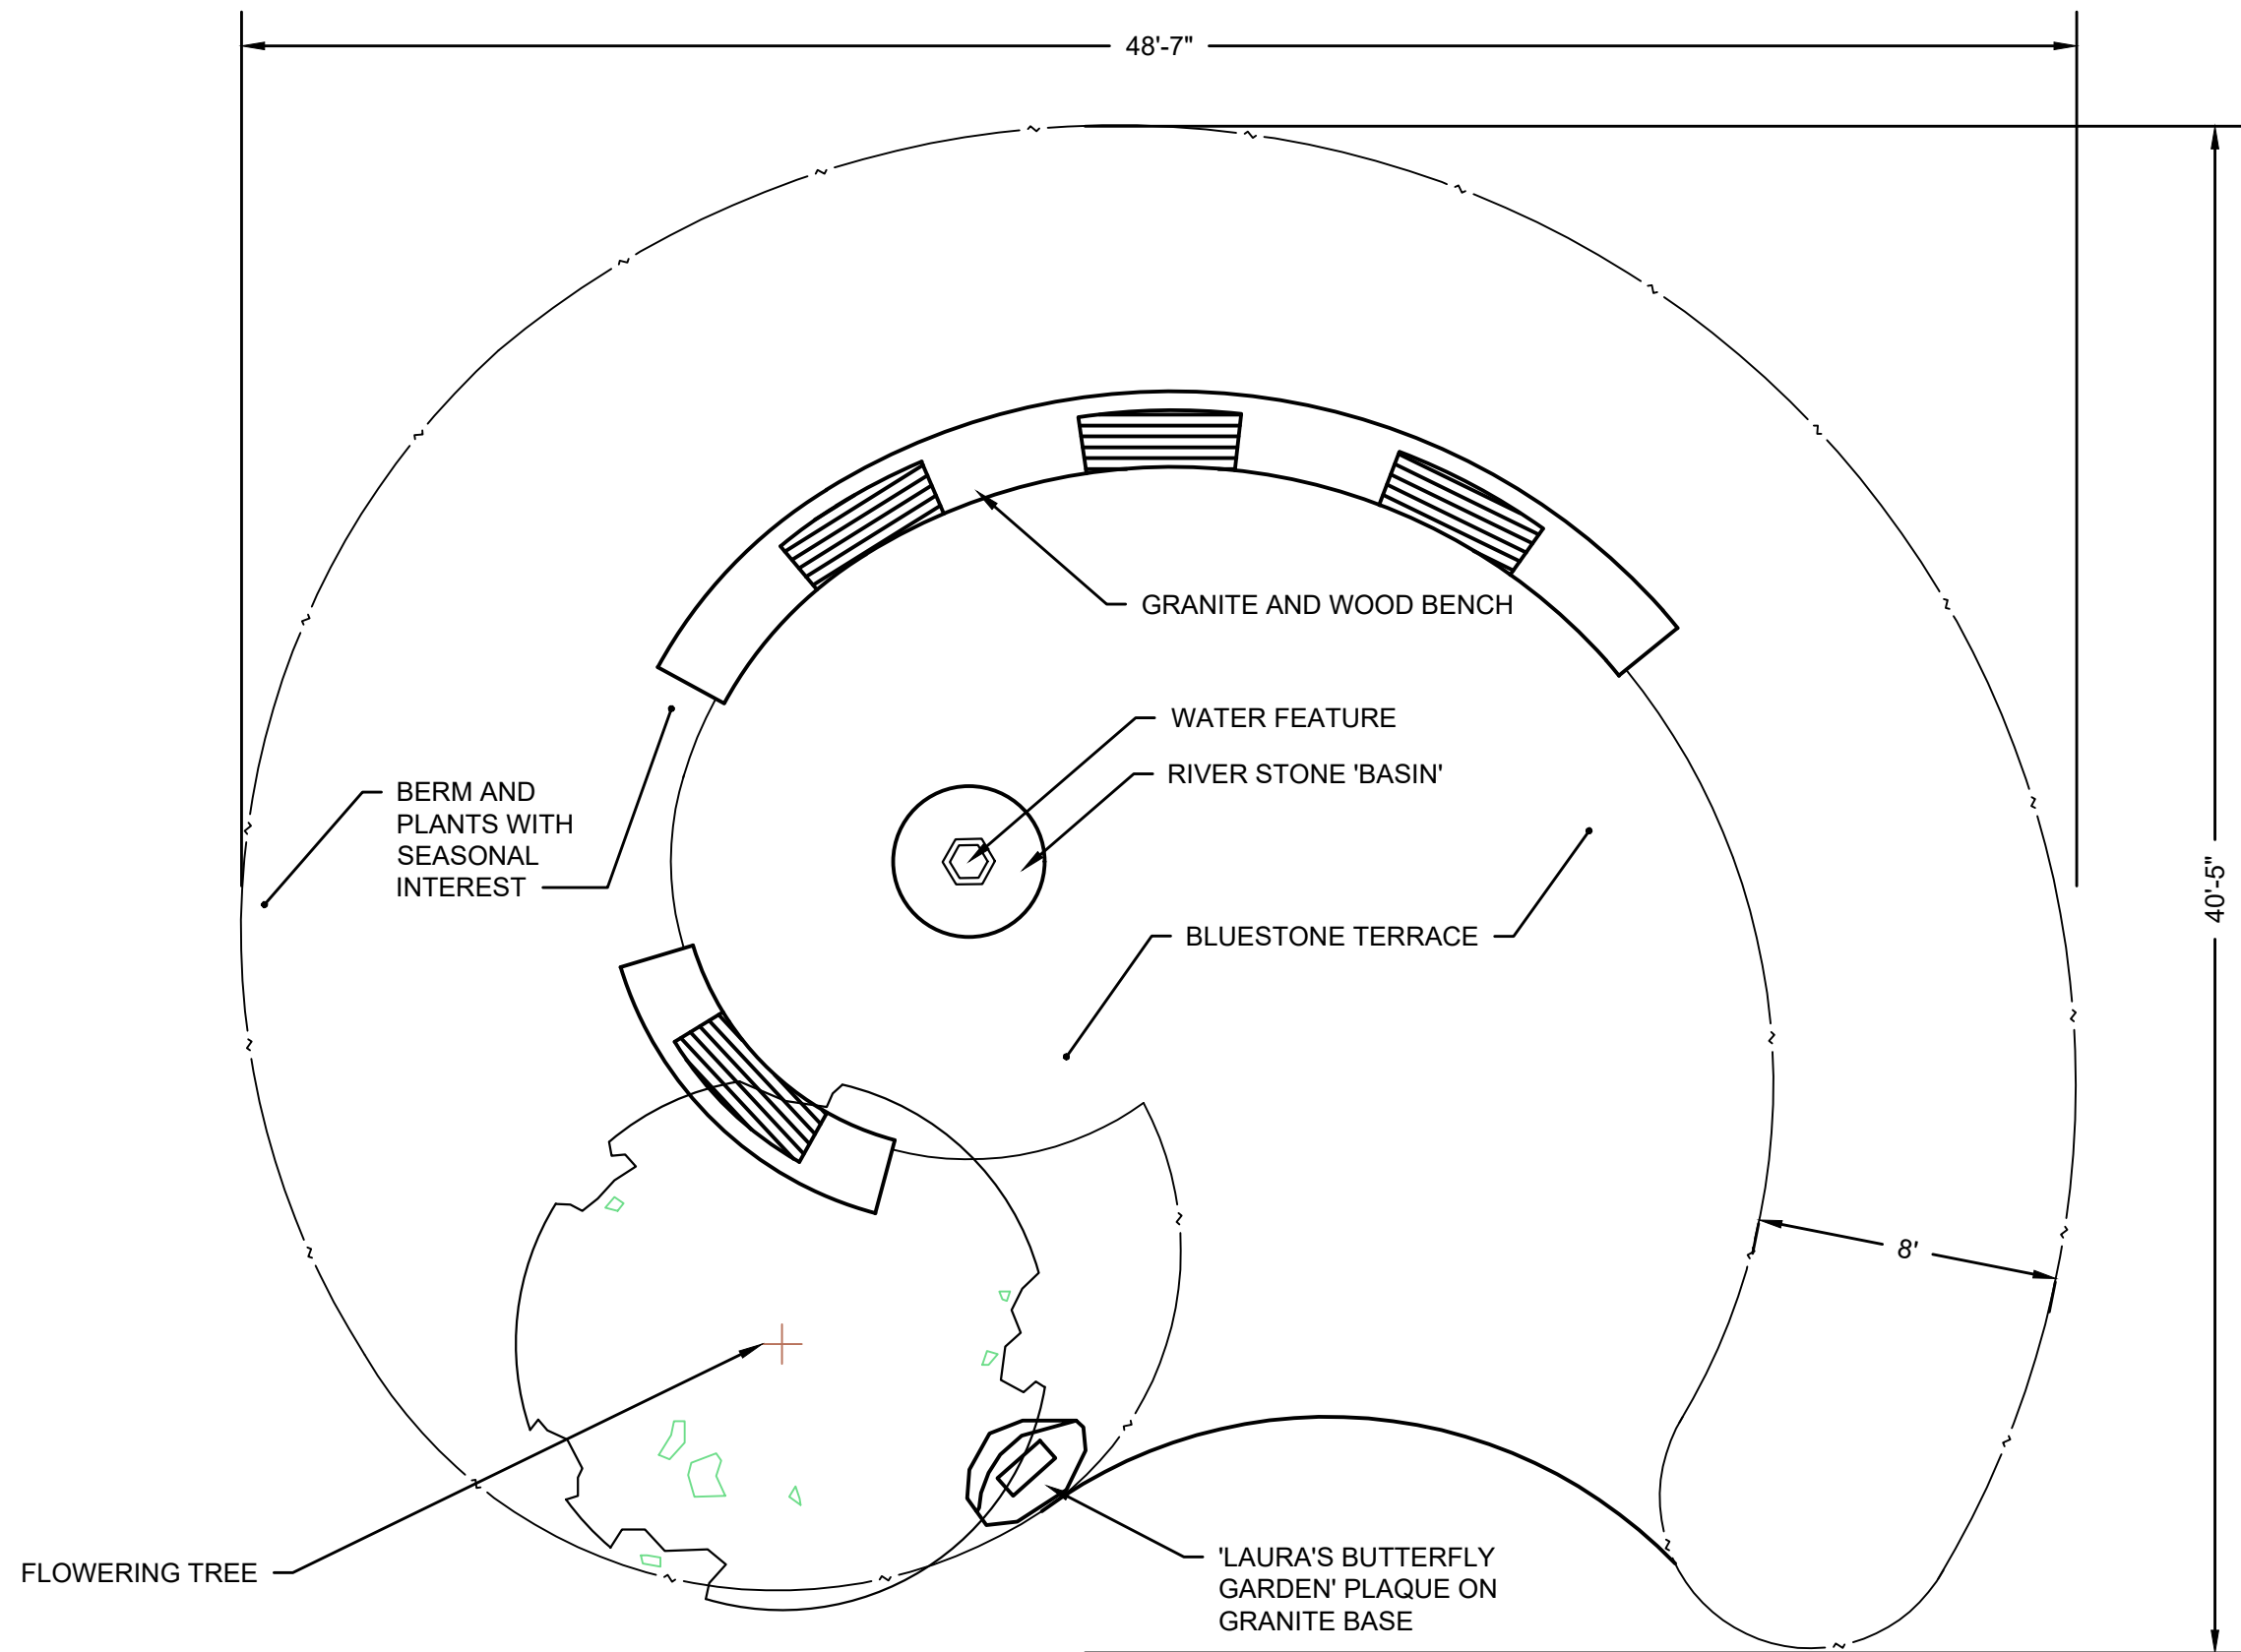 48'-7"
GRANITE AND WOOD BENCH
WATER FEATURE
RIVER STONE 'BASIN'
BERM AND
PLANTS WITH
SEASONAL
INTEREST
40'-5"
BLUESTONE TERRACE
8'
FLOWERING TREE
'LAURA'S BUTTERFLY
GARDEN' PLAQUE ON
GRANITE BASE